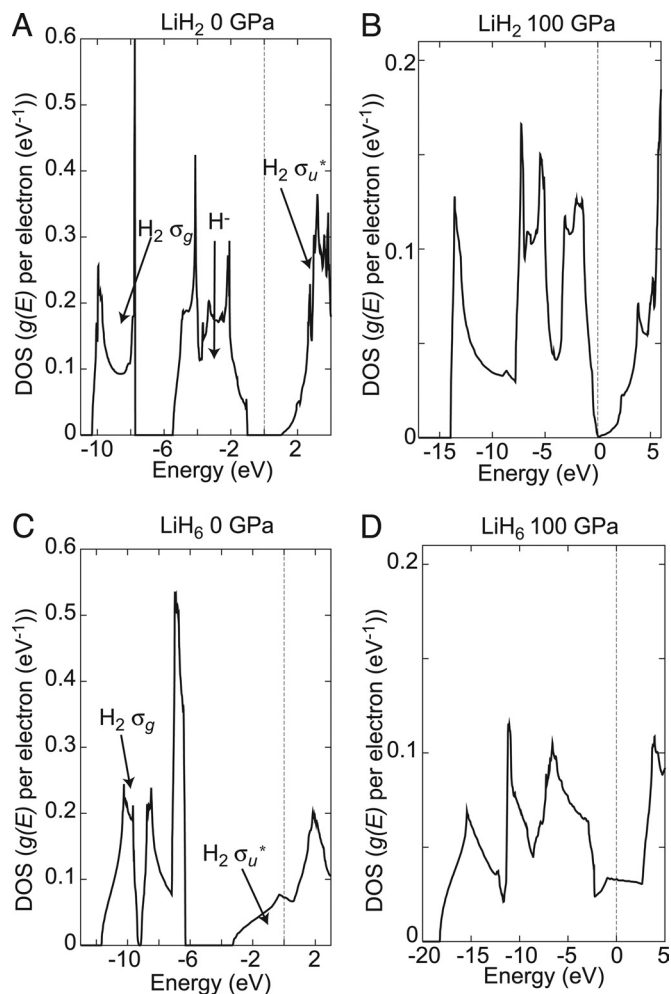 A
LiH₂ 0 GPa
DOS (g(E) per electron (eV⁻¹))
0.6
0.5
0.4
0.3
0.2
0.1
0
H₂ σg
H⁻
H₂ σu*
-10 -6 -2 2
Energy (eV)
B
LiH₂ 100 GPa
DOS (g(E) per electron (eV⁻¹))
0.2
0.1
0
-15 -10 -5 0 5
Energy (eV)
C
LiH₆ 0 GPa
DOS (g(E) per electron (eV⁻¹))
0.6
0.5
0.4
0.3
0.2
0.1
0
H₂ σg
H₂ σu*
-10 -6 -2 2
Energy (eV)
D
LiH₆ 100 GPa
DOS (g(E) per electron (eV⁻¹))
0.2
0.1
0
-20 -15 -10 -5 0 5
Energy (eV)